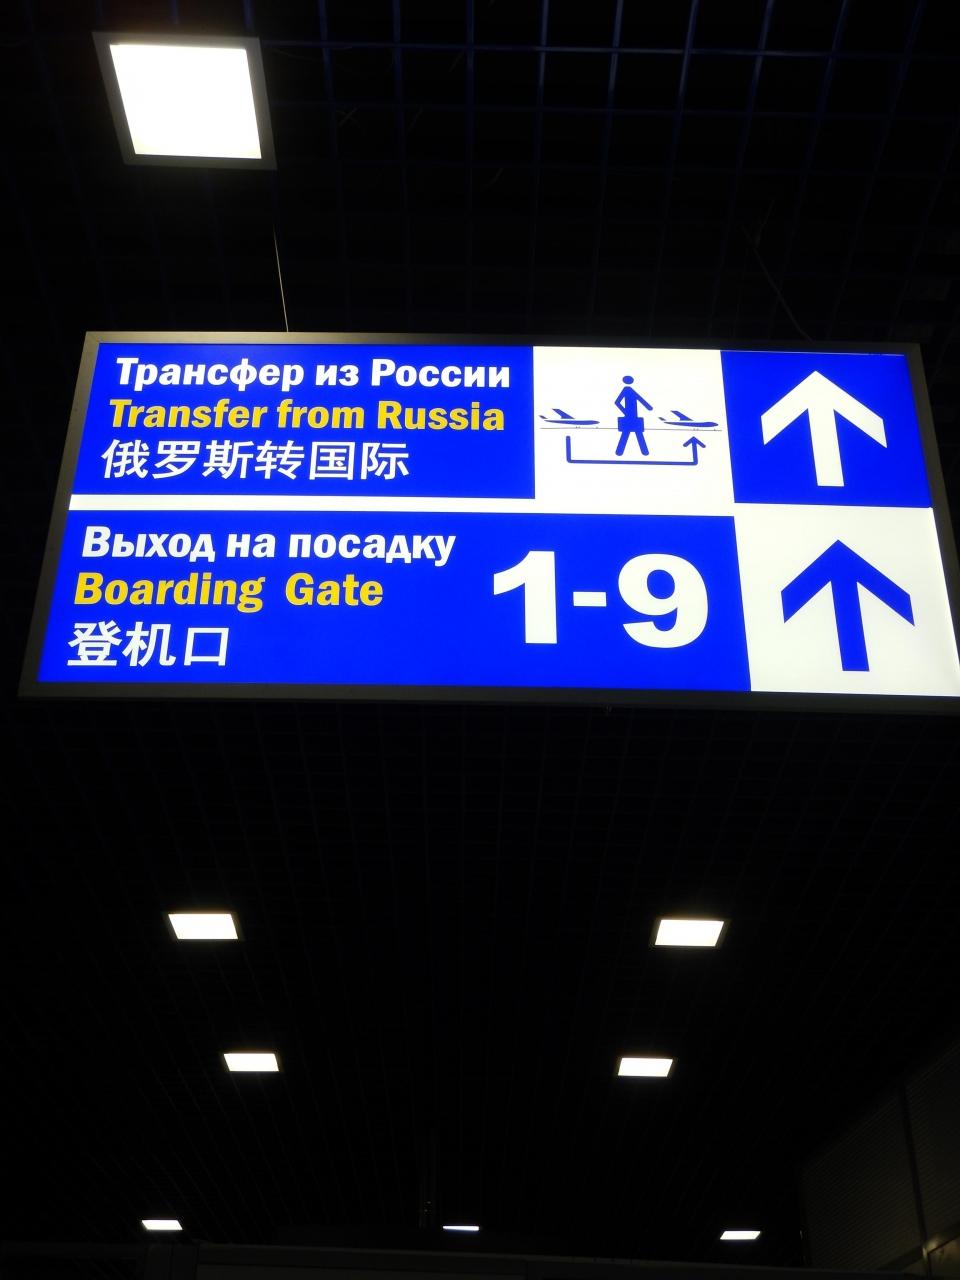 Трансфер из России
Transfer from Russia
俄罗斯转国际
Выход на посадку
Boarding Gate
登机口
1-9